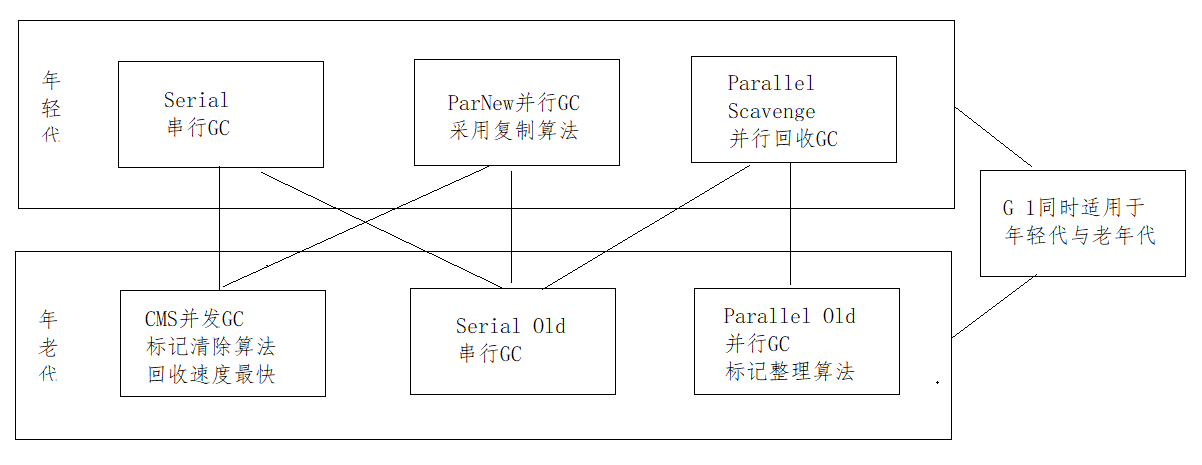 年
轻
代
Serial
串行GC
ParNew并行GC
采用复制算法
Parallel
Scavenge
并行回收GC
G 1同时适用于
年轻代与老年代
年
老
代
CMS并发GC
标记清除算法
回收速度最快
Serial Old
串行GC
Parallel Old
并行GC
标记整理算法